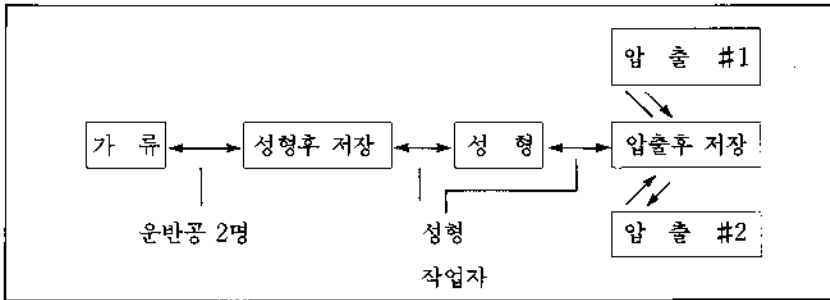 압 출 #1
가 류
성형후 저장
성 형
압출후 저장
운반공 2명
성형
작업자
압 출 #2